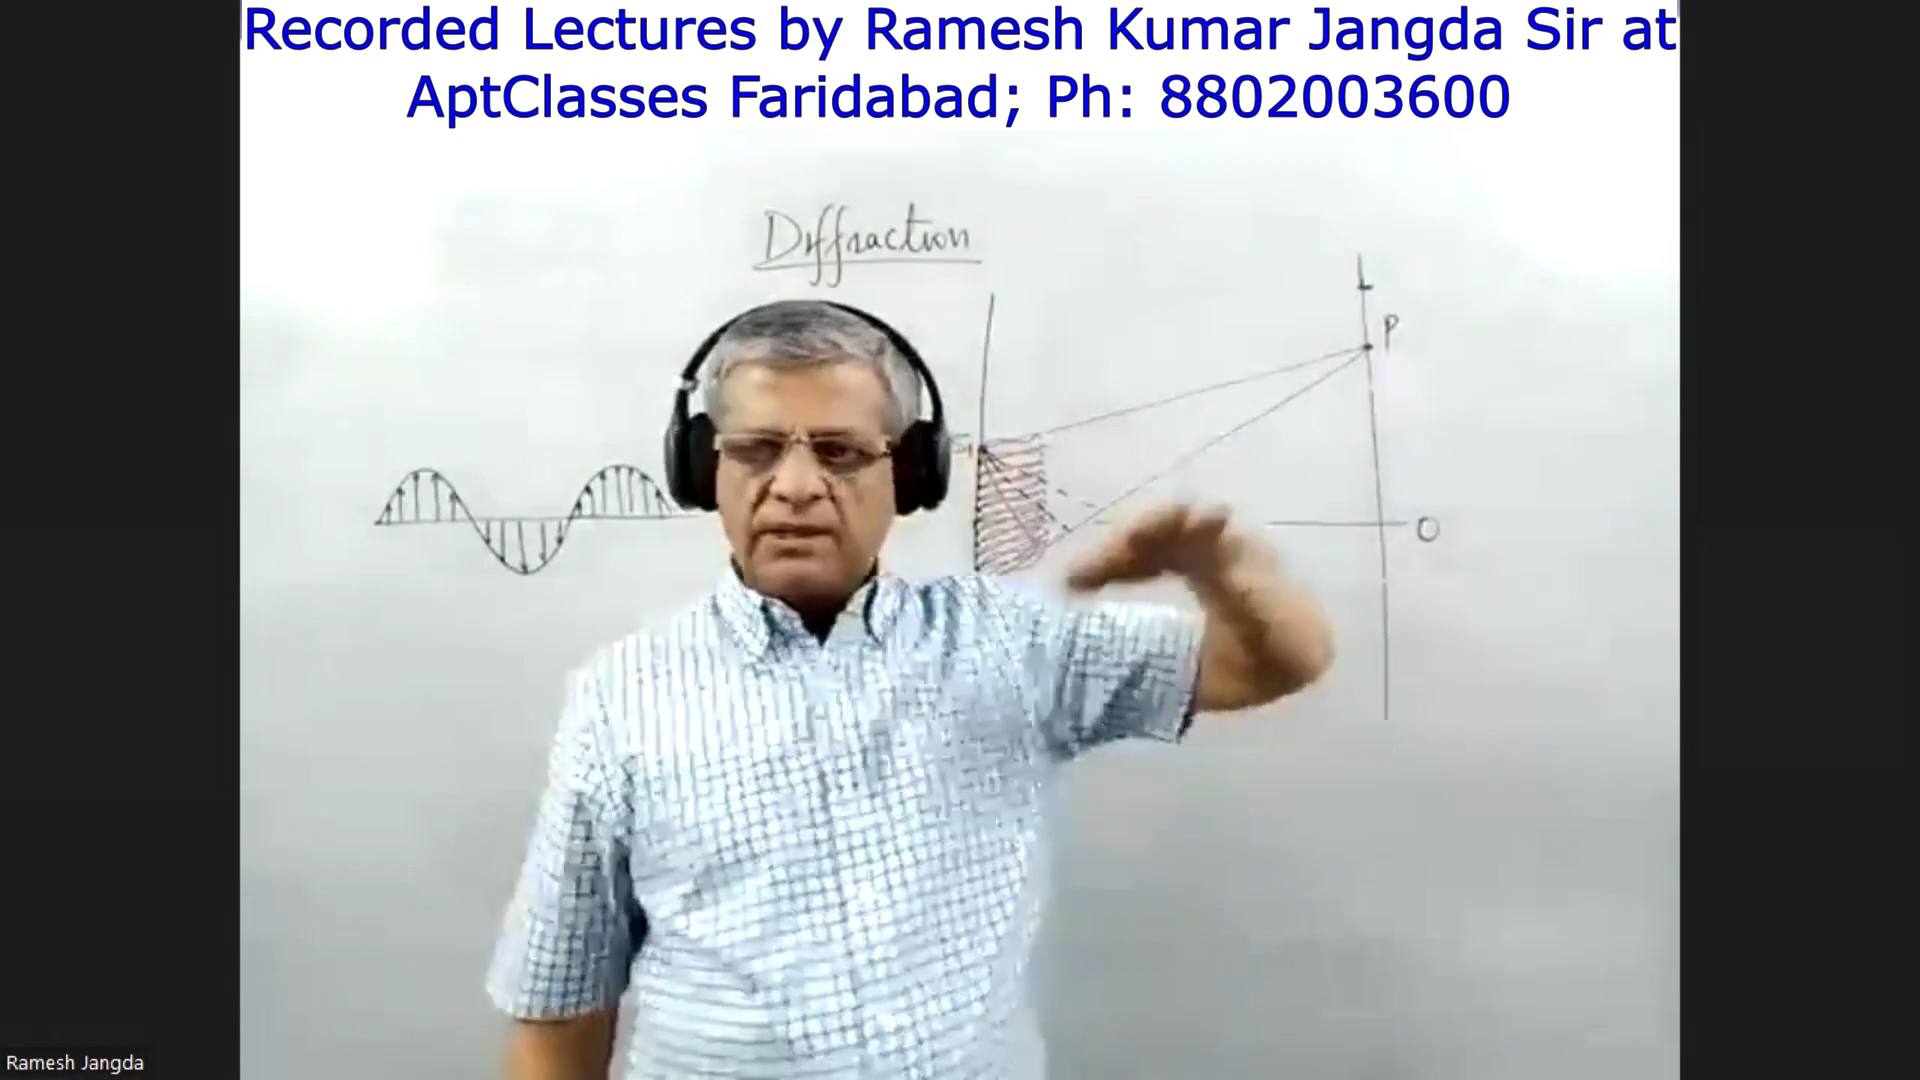 Recorded Lectures by Ramesh Kumar Jangda Sir at
AptClasses Faridabad; Ph: 8802003600
Diffraction
P
O
Ramesh Jangda